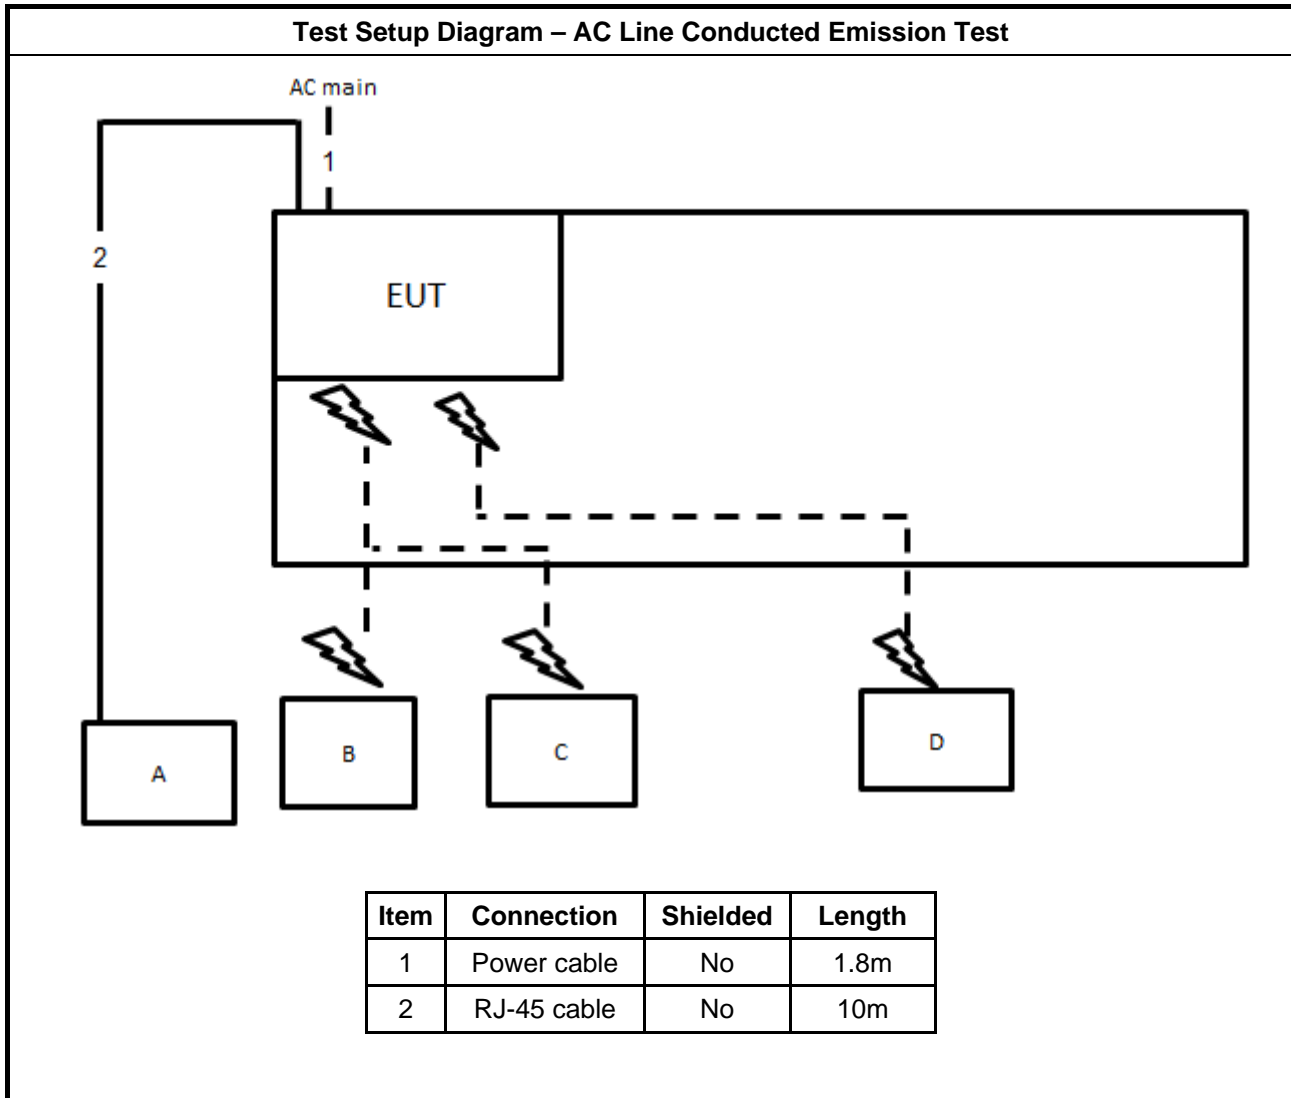 Test Setup Diagram – AC Line Conducted Emission Test
AC main
1
2
EUT
A
B
C
D
Item Connection Shielded Length
1 Power cable No 1.8m
2 RJ-45 cable No 10m